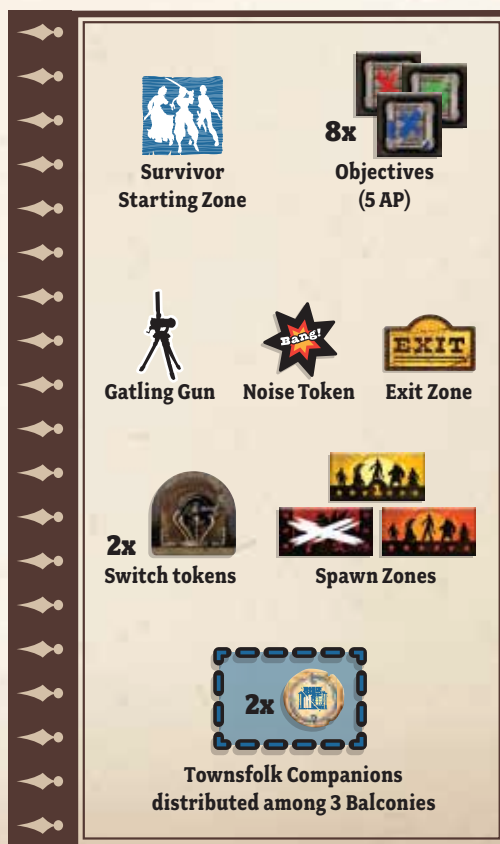 Survivor
Starting Zone
8x
Objectives
(5 AP)
Gatling Gun
Bang!
Noise Token
EXIT
Exit Zone
2x
Switch tokens
1
Spawn Zones
2x
Townsfolk Companions
distributed among 3 Balconies